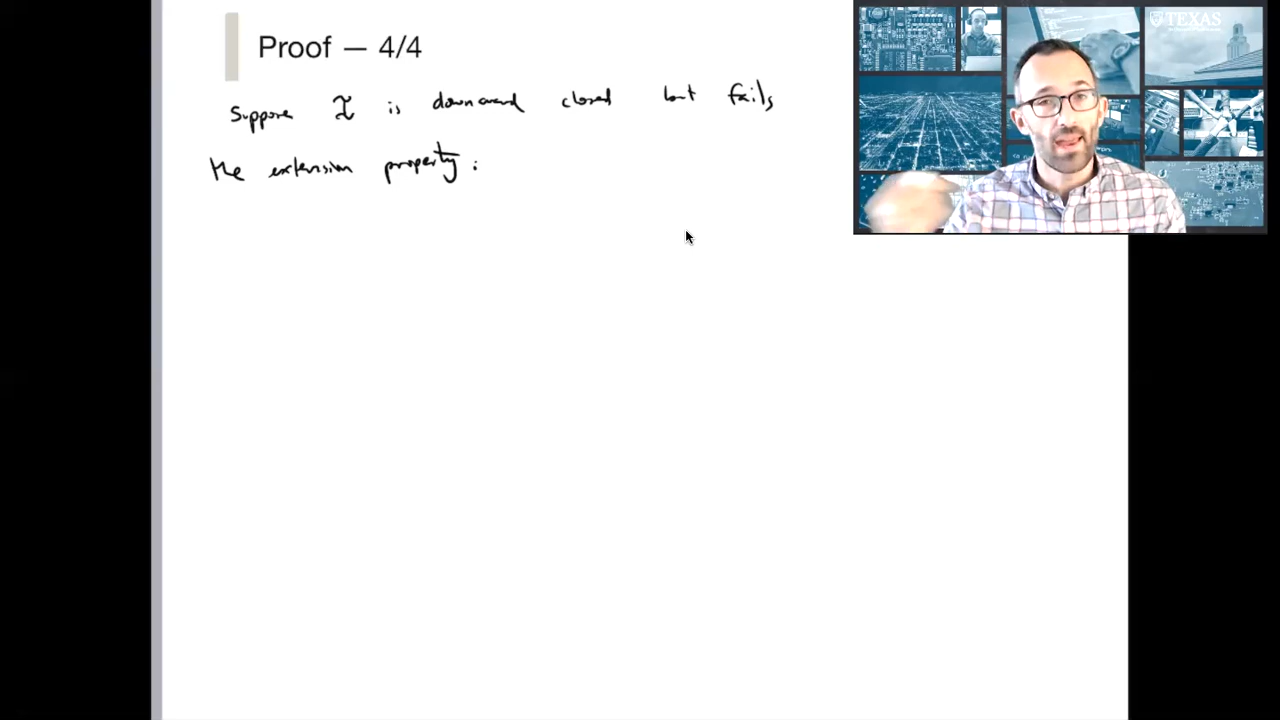 Proof — 4/4
TEXAS
Suppose I is downward closed but fails
the extension property :